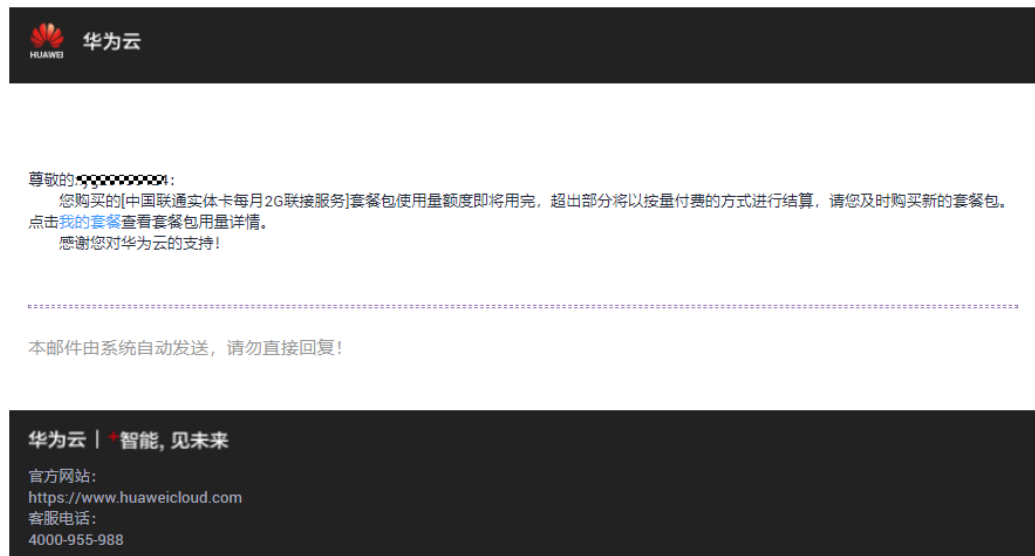 HUAWEI
华为云
尊敬的
您购买的[中国联通实体卡每月2G联接服务]套餐包使用量额度即将用完，超出部分将以按量付费的方式进行结算，请您及时购买新的套餐包。
点击我的套餐查看套餐包用量详情。
感谢您对华为云的支持！
本邮件由系统自动发送，请勿直接回复！
华为云｜+智能, 见未来
官方网站：
https://www.huaweicloud.com
客服电话：
4000-955-988